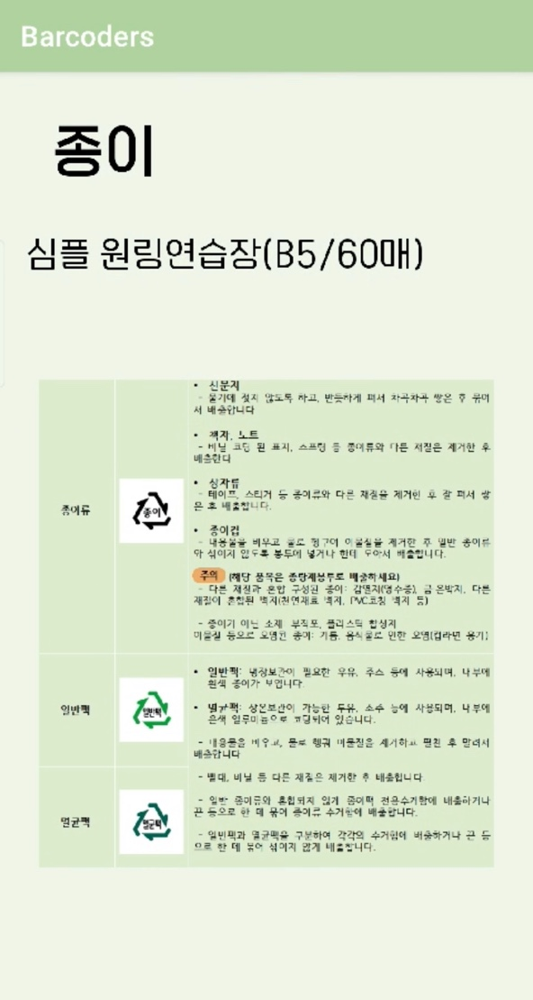 Barcoders
종이
심플 원링연습장(B5/60매)
• 신문지
- 물기에 젖지 않도록 하고, 반듯하게 펴서 차곡차곡 쌓은 후 묶어
서 배출합니다
• 책자, 노트
- 비닐 코팅 된 표지, 스프링 등 종이류와 다른 재질은 제거한 후
배출한다
• 상자류
- 테이프, 스티커 등 종이류와 다른 재질을 제거한 후 잘 펴서 쌓
은 후 배출합니다.
종이류
종이
• 종이컵
- 내용물을 비우고 물로 헹구어 이물질을 제거한 후 일반 종이류
와 섞이지 않도록 봉투에 넣거나 한데 모아서 배출합니다.
주의 (해당 품목은 종량제봉투로 배출하세요)
- 다른 재질과 혼합 구성된 종이: 감열지(영수증), 금·은박지, 다른
재질이 혼합된 벽지(천연재료 벽지, PVC코팅 벽지 등)
- 종이가 아닌 소재: 부직포, 플라스틱 합성지
이물질 등으로 오염된 종이: 기름, 음식물로 인한 오염(컵라면 용기)
일반팩
일반팩
• 일반팩: 냉장보관이 필요한 우유, 주스 등에 사용되며, 내부에
흰색 종이가 보입니다.
• 멸균팩: 상온보관이 가능한 두유, 소주 등에 사용되며, 내부에
은색 알루미늄으로 코팅되어 있습니다.
- 내용물을 비우고, 물로 헹궈 이물질을 제거하고 펼친 후 말려서
배출합니다
멸균팩
멸균팩
- 빨대, 비닐 등 다른 재질은 제거한 후 배출합니다.
- 일반 종이류와 혼합되지 않게 종이팩 전용수거함에 배출하거나
끈 등으로 한 데 묶어 종이류 수거함에 배출합니다.
- 일반팩과 멸균팩을 구분하여 각각의 수거함에 배출하거나 끈 등
으로 한 데 묶어 섞이지 않게 배출합니다.